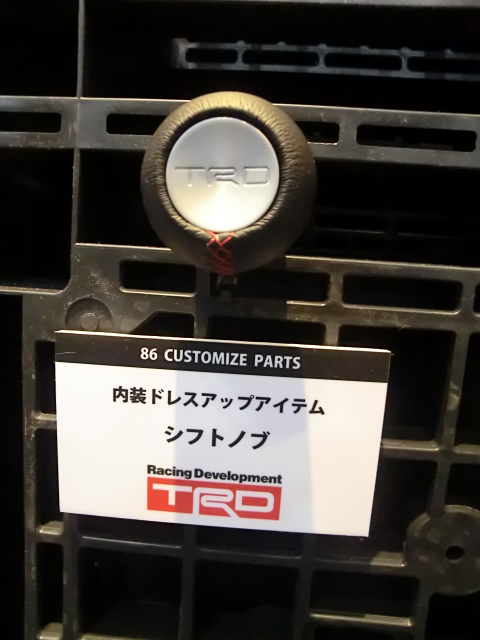 TRD
86 CUSTOMIZE PARTS
内装ドレスアップアイテム
シフトノブ
Racing Development
TRD